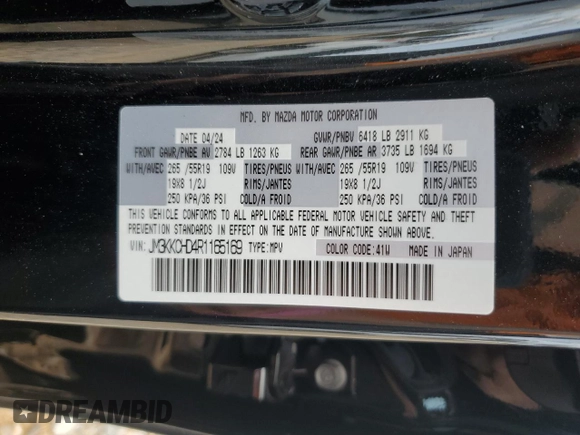 MFD. BY MAZDA MOTOR CORPORATION
DATE 04/24 GVWR/PNBV 6418 LB 2911 KG
FRONT GAWR/PNBE AV 2784 LB 1263 KG REAR GAWR/PNBE AR 3735 LB 1694 KG
WITH/AVEC 265 /55R19 109V TIRES/PNEUS WITH/AVEC 265 /55R19 109V TIRES/PNEUS
19X8 1/2J RIMS/JANTES 19X8 1/2J RIMS/JANTES
250 KPA/36 PSI COLD/A FROID 250 KPA/36 PSI COLD/A FROID
THIS VEHICLE CONFORMS TO ALL APPLICABLE FEDERAL MOTOR VEHICLE SAFETY AND THEFT
PREVENTION STANDARDS IN EFFECT ON THE DATE OF MANUFACTURE SHOWN ABOVE.
VIN: JM3KKCHD4R1165169 TYPE:MPV COLOR CODE:41W MADE IN JAPAN
DREAMBID